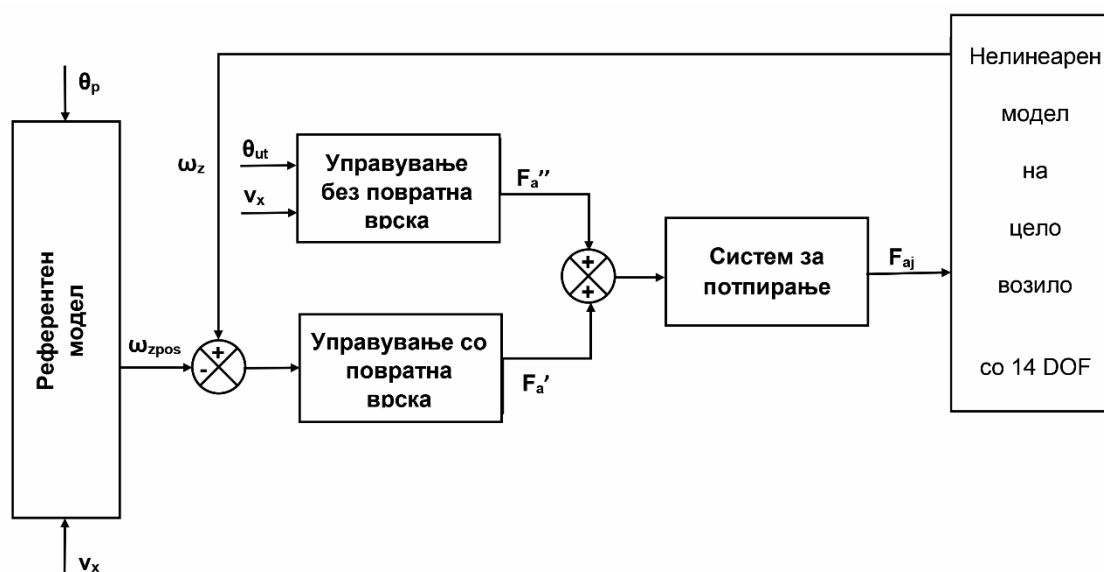 θp
Референтен
модел
vx
ωzpos
ωz
-
+
θut
vx
Управување
без повратна
врска
Fa''
Управување со
повратна
врска
Fa'
+
+
Систем за
потпирање
Faj
Нелинеарен
модел
на
цело
возило
со 14 DOF